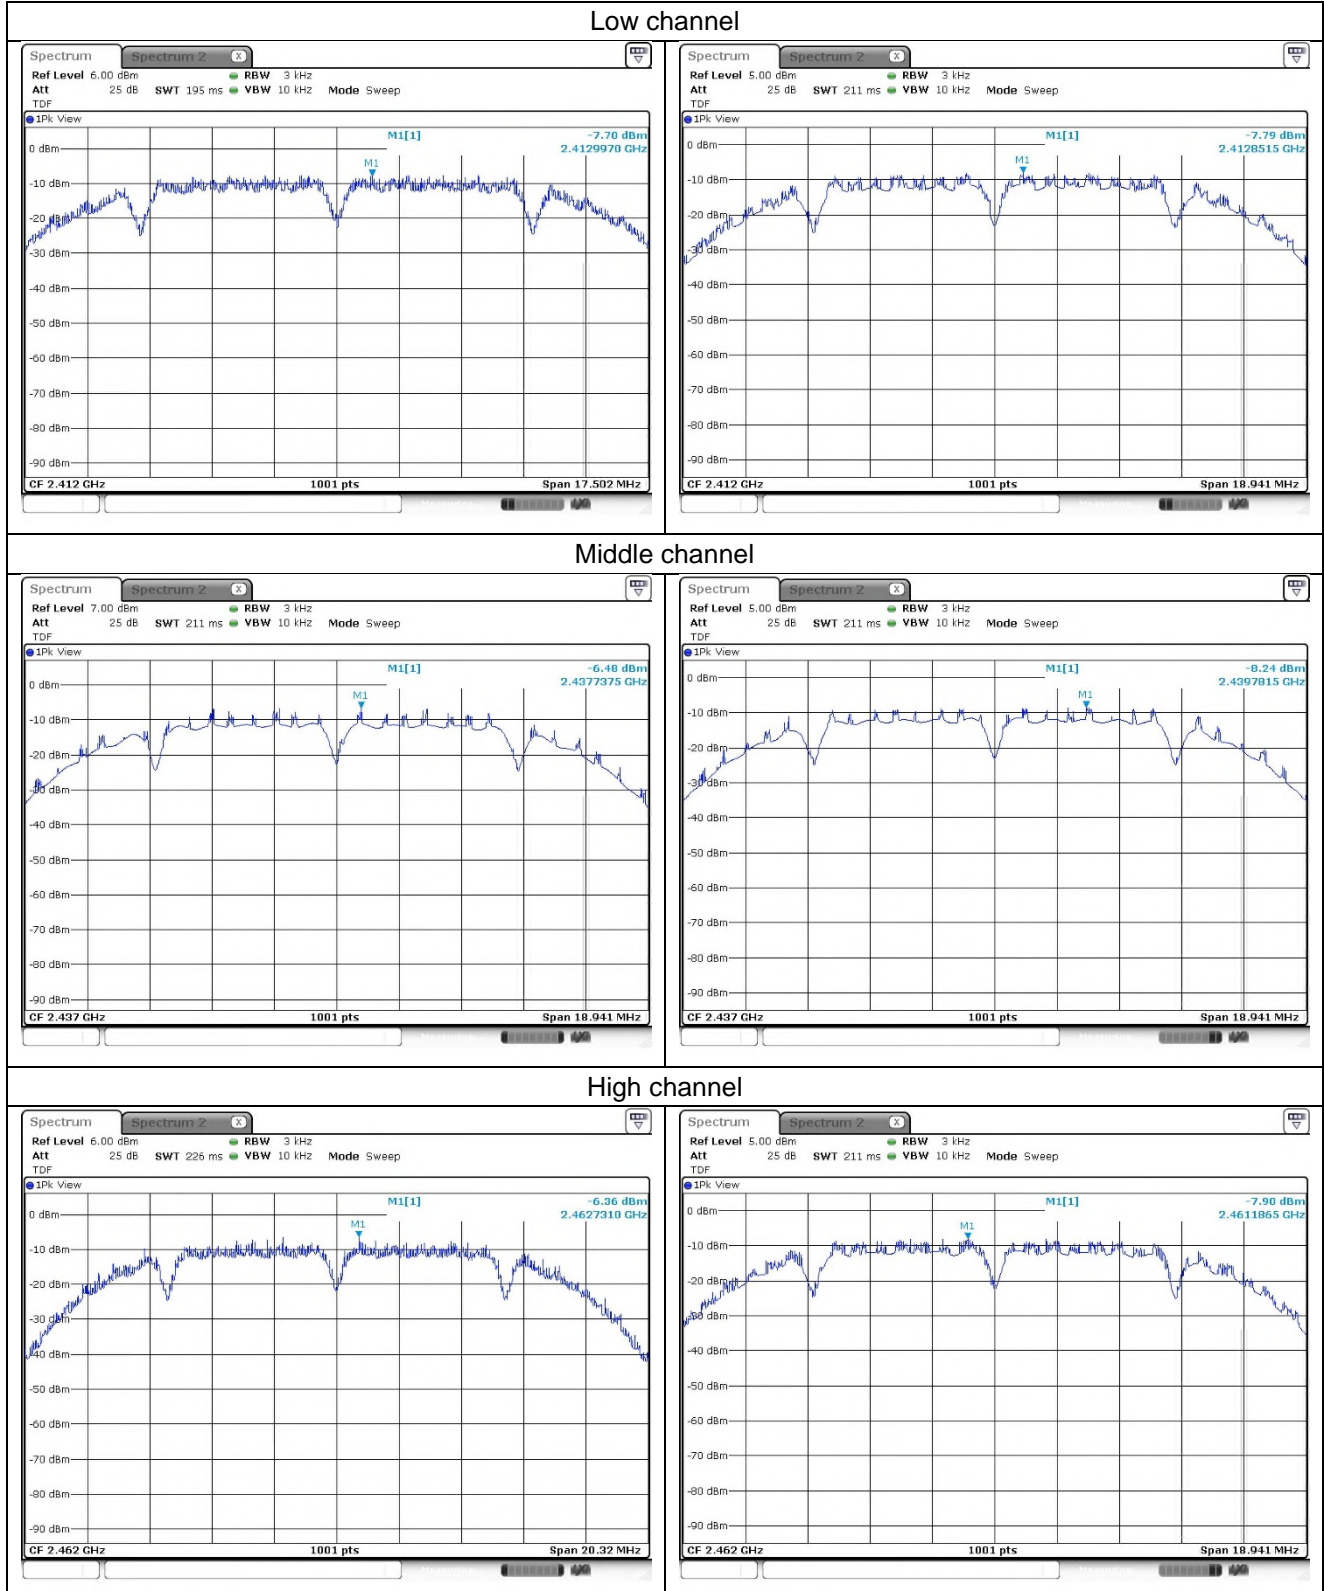 Low channel
Spectrum Spectrum 2 X
Ref Level 6.00 dBm RBW 3 kHz
Att 25 dB SWT 195 ms VBW 10 kHz Mode Sweep
TDF
1Pk View
M1[1] -7.70 dBm
2.4129970 GHz
M1
0 dBm
-10 dBm
-20 dBm
-30 dBm
-40 dBm
-50 dBm
-60 dBm
-70 dBm
-80 dBm
-90 dBm
CF 2.412 GHz 1001 pts Span 17.502 MHz
Spectrum Spectrum 2 X
Ref Level 5.00 dBm RBW 3 kHz
Att 25 dB SWT 211 ms VBW 10 kHz Mode Sweep
TDF
1Pk View
M1[1] -7.79 dBm
2.4128515 GHz
M1
0 dBm
-10 dBm
-20 dBm
-30 dBm
-40 dBm
-50 dBm
-60 dBm
-70 dBm
-80 dBm
-90 dBm
CF 2.412 GHz 1001 pts Span 18.941 MHz
Middle channel
Spectrum Spectrum 2 X
Ref Level 7.00 dBm RBW 3 kHz
Att 25 dB SWT 211 ms VBW 10 kHz Mode Sweep
TDF
1Pk View
M1[1] -6.48 dBm
2.4377375 GHz
M1
0 dBm
-10 dBm
-20 dBm
-30 dBm
-40 dBm
-50 dBm
-60 dBm
-70 dBm
-80 dBm
-90 dBm
CF 2.437 GHz 1001 pts Span 18.941 MHz
Spectrum Spectrum 2 X
Ref Level 5.00 dBm RBW 3 kHz
Att 25 dB SWT 211 ms VBW 10 kHz Mode Sweep
TDF
1Pk View
M1[1] -8.24 dBm
2.4397815 GHz
M1
0 dBm
-10 dBm
-20 dBm
-30 dBm
-40 dBm
-50 dBm
-60 dBm
-70 dBm
-80 dBm
-90 dBm
CF 2.437 GHz 1001 pts Span 18.941 MHz
High channel
Spectrum Spectrum 2 X
Ref Level 6.00 dBm RBW 3 kHz
Att 25 dB SWT 226 ms VBW 10 kHz Mode Sweep
TDF
1Pk View
M1[1] -6.36 dBm
2.4627310 GHz
M1
0 dBm
-10 dBm
-20 dBm
-30 dBm
-40 dBm
-50 dBm
-60 dBm
-70 dBm
-80 dBm
-90 dBm
CF 2.462 GHz 1001 pts Span 20.32 MHz
Spectrum Spectrum 2 X
Ref Level 5.00 dBm RBW 3 kHz
Att 25 dB SWT 211 ms VBW 10 kHz Mode Sweep
TDF
1Pk View
M1[1] -7.90 dBm
2.4611865 GHz
M1
0 dBm
-10 dBm
-20 dBm
-30 dBm
-40 dBm
-50 dBm
-60 dBm
-70 dBm
-80 dBm
-90 dBm
CF 2.462 GHz 1001 pts Span 18.941 MHz